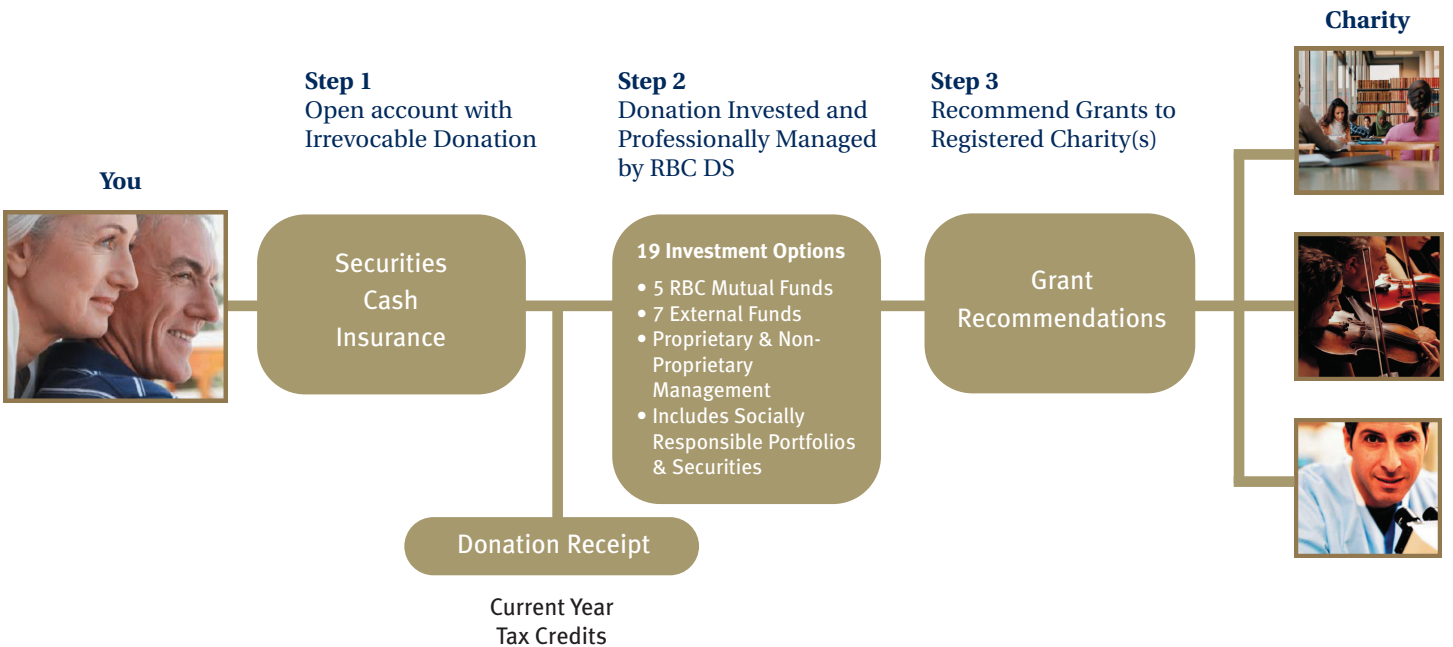 Charity
Step 1
Open account with
Irrevocable Donation
Step 2
Donation Invested and
Professionally Managed
by RBC DS
Step 3
Recommend Grants to
Registered Charity(s)
You
Securities
Cash
Insurance
19 Investment Options
• 5 RBC Mutual Funds
• 7 External Funds
• Proprietary & Non-
Proprietary
Management
• Includes Socially
Responsible Portfolios
& Securities
Grant
Recommendations
Donation Receipt
Current Year
Tax Credits